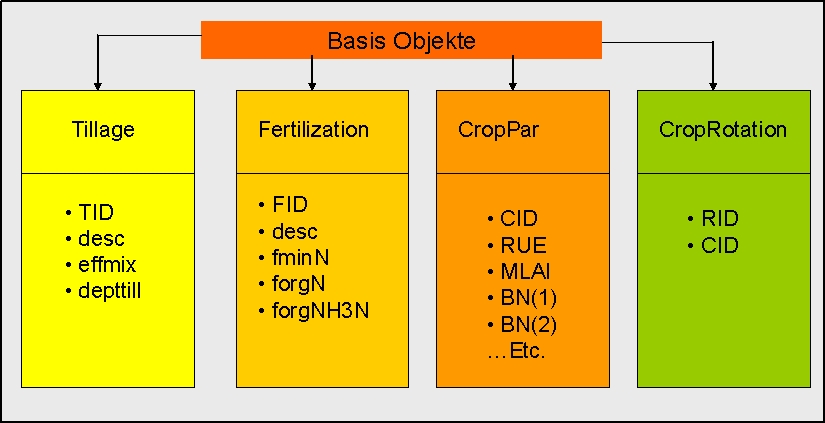 Basis Objekte
Tillage
• TID
• desc
• effmix
• depttill
Fertilization
• FID
• desc
• fminN
• forgN
• forgNH3N
CropPar
• CID
• RUE
• MLAI
• BN(1)
• BN(2)
...Etc.
CropRotation
• RID
• CID